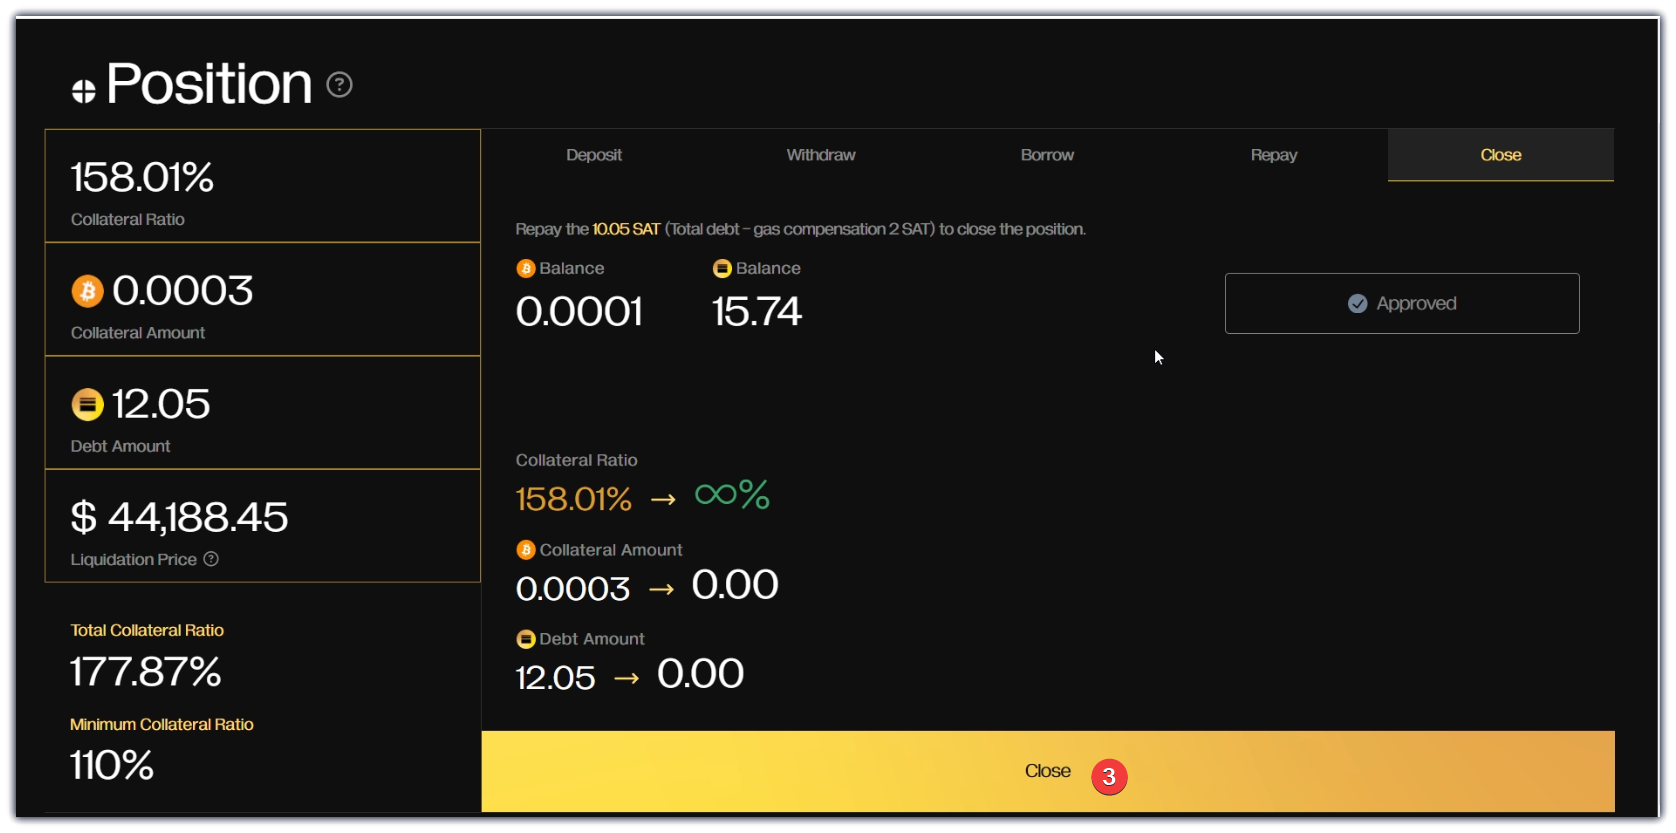 Position
158.01%
Collateral Ratio
0.0003
Collateral Amount
12.05
Debt Amount
$ 44,188.45
Liquidation Price
Total Collateral Ratio
177.87%
Minimum Collateral Ratio
110%
Deposit Withdraw Borrow Repay Close
Repay the 10.05 SAT (Total debt – gas compensation 2 SAT) to close the position.
Balance Balance
0.0001 15.74
Approved
Collateral Ratio
158.01% → ∞%
Collateral Amount
0.0003 → 0.00
Debt Amount
12.05 → 0.00
Close 3